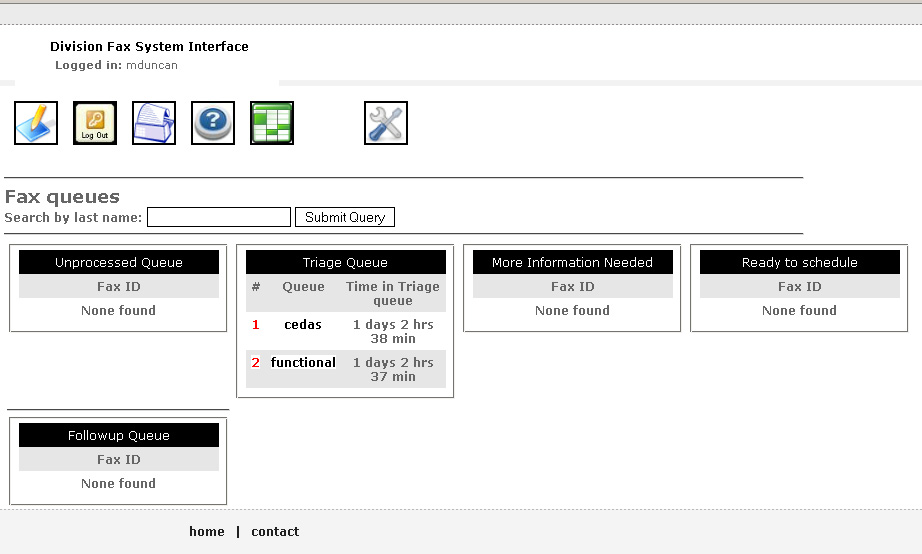 Division Fax System Interface
Logged in: mduncan
Log Out
?
Fax queues
Search by last name:
Submit Query
Unprocessed Queue
Fax ID
None found
Triage Queue
# Queue Time in Triage
queue
1 cedas 1 days 2 hrs
38 min
2 functional 1 days 2 hrs
37 min
More Information Needed
Fax ID
None found
Ready to schedule
Fax ID
None found
Followup Queue
Fax ID
None found
home | contact